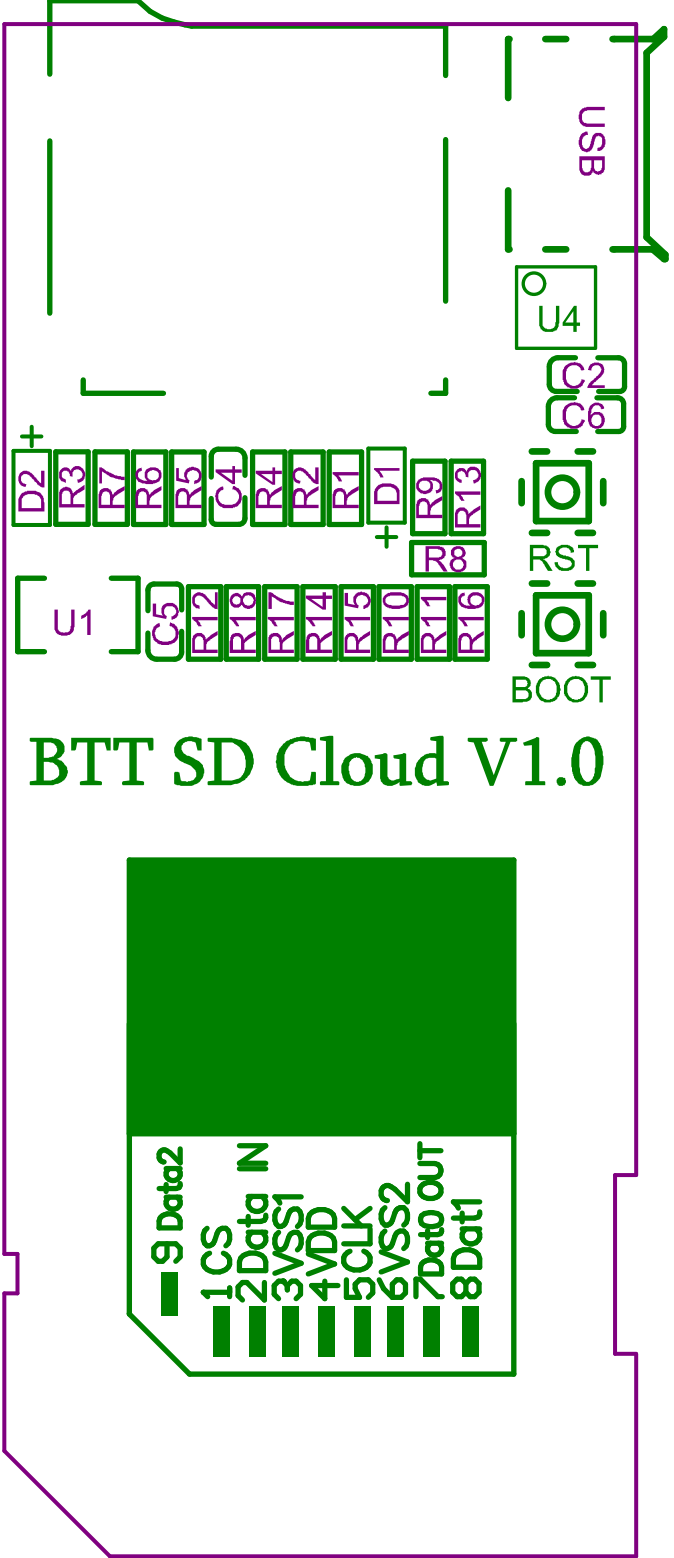 USB
U4
C2
C6
+
D2 R3 R7 R6 R5 C4 R4 R2 R1 D1 R9 R13
+
RST
R8
U1 C5 R12 R18 R17 R14 R15 R10 R11 R16
BOOT
BTT SD Cloud V1.0
9 Data2
1 CS
2 Data IN
3 VSS1
4 VDD
5 CLK
6 VSS2
7 Dat0 OUT
8 Dat1